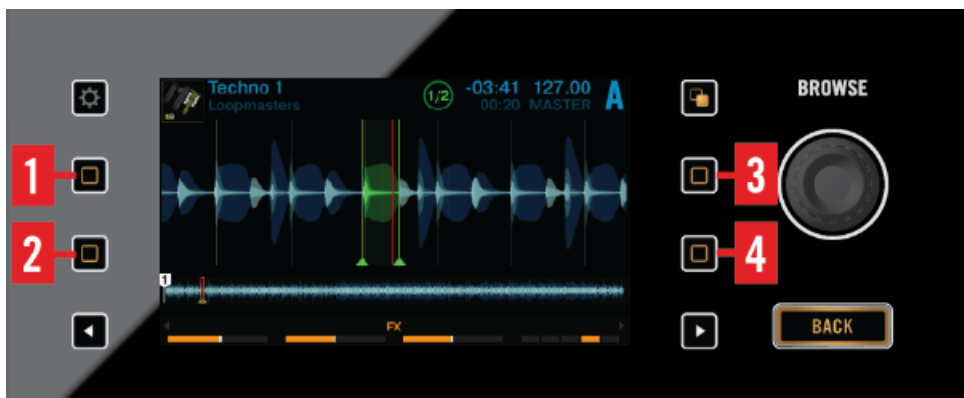 Techno 1
Loopmasters
1/2
-03:41 127.00
00:20 MASTER
A
BROWSE
1
3
2
4
1
FX
BACK